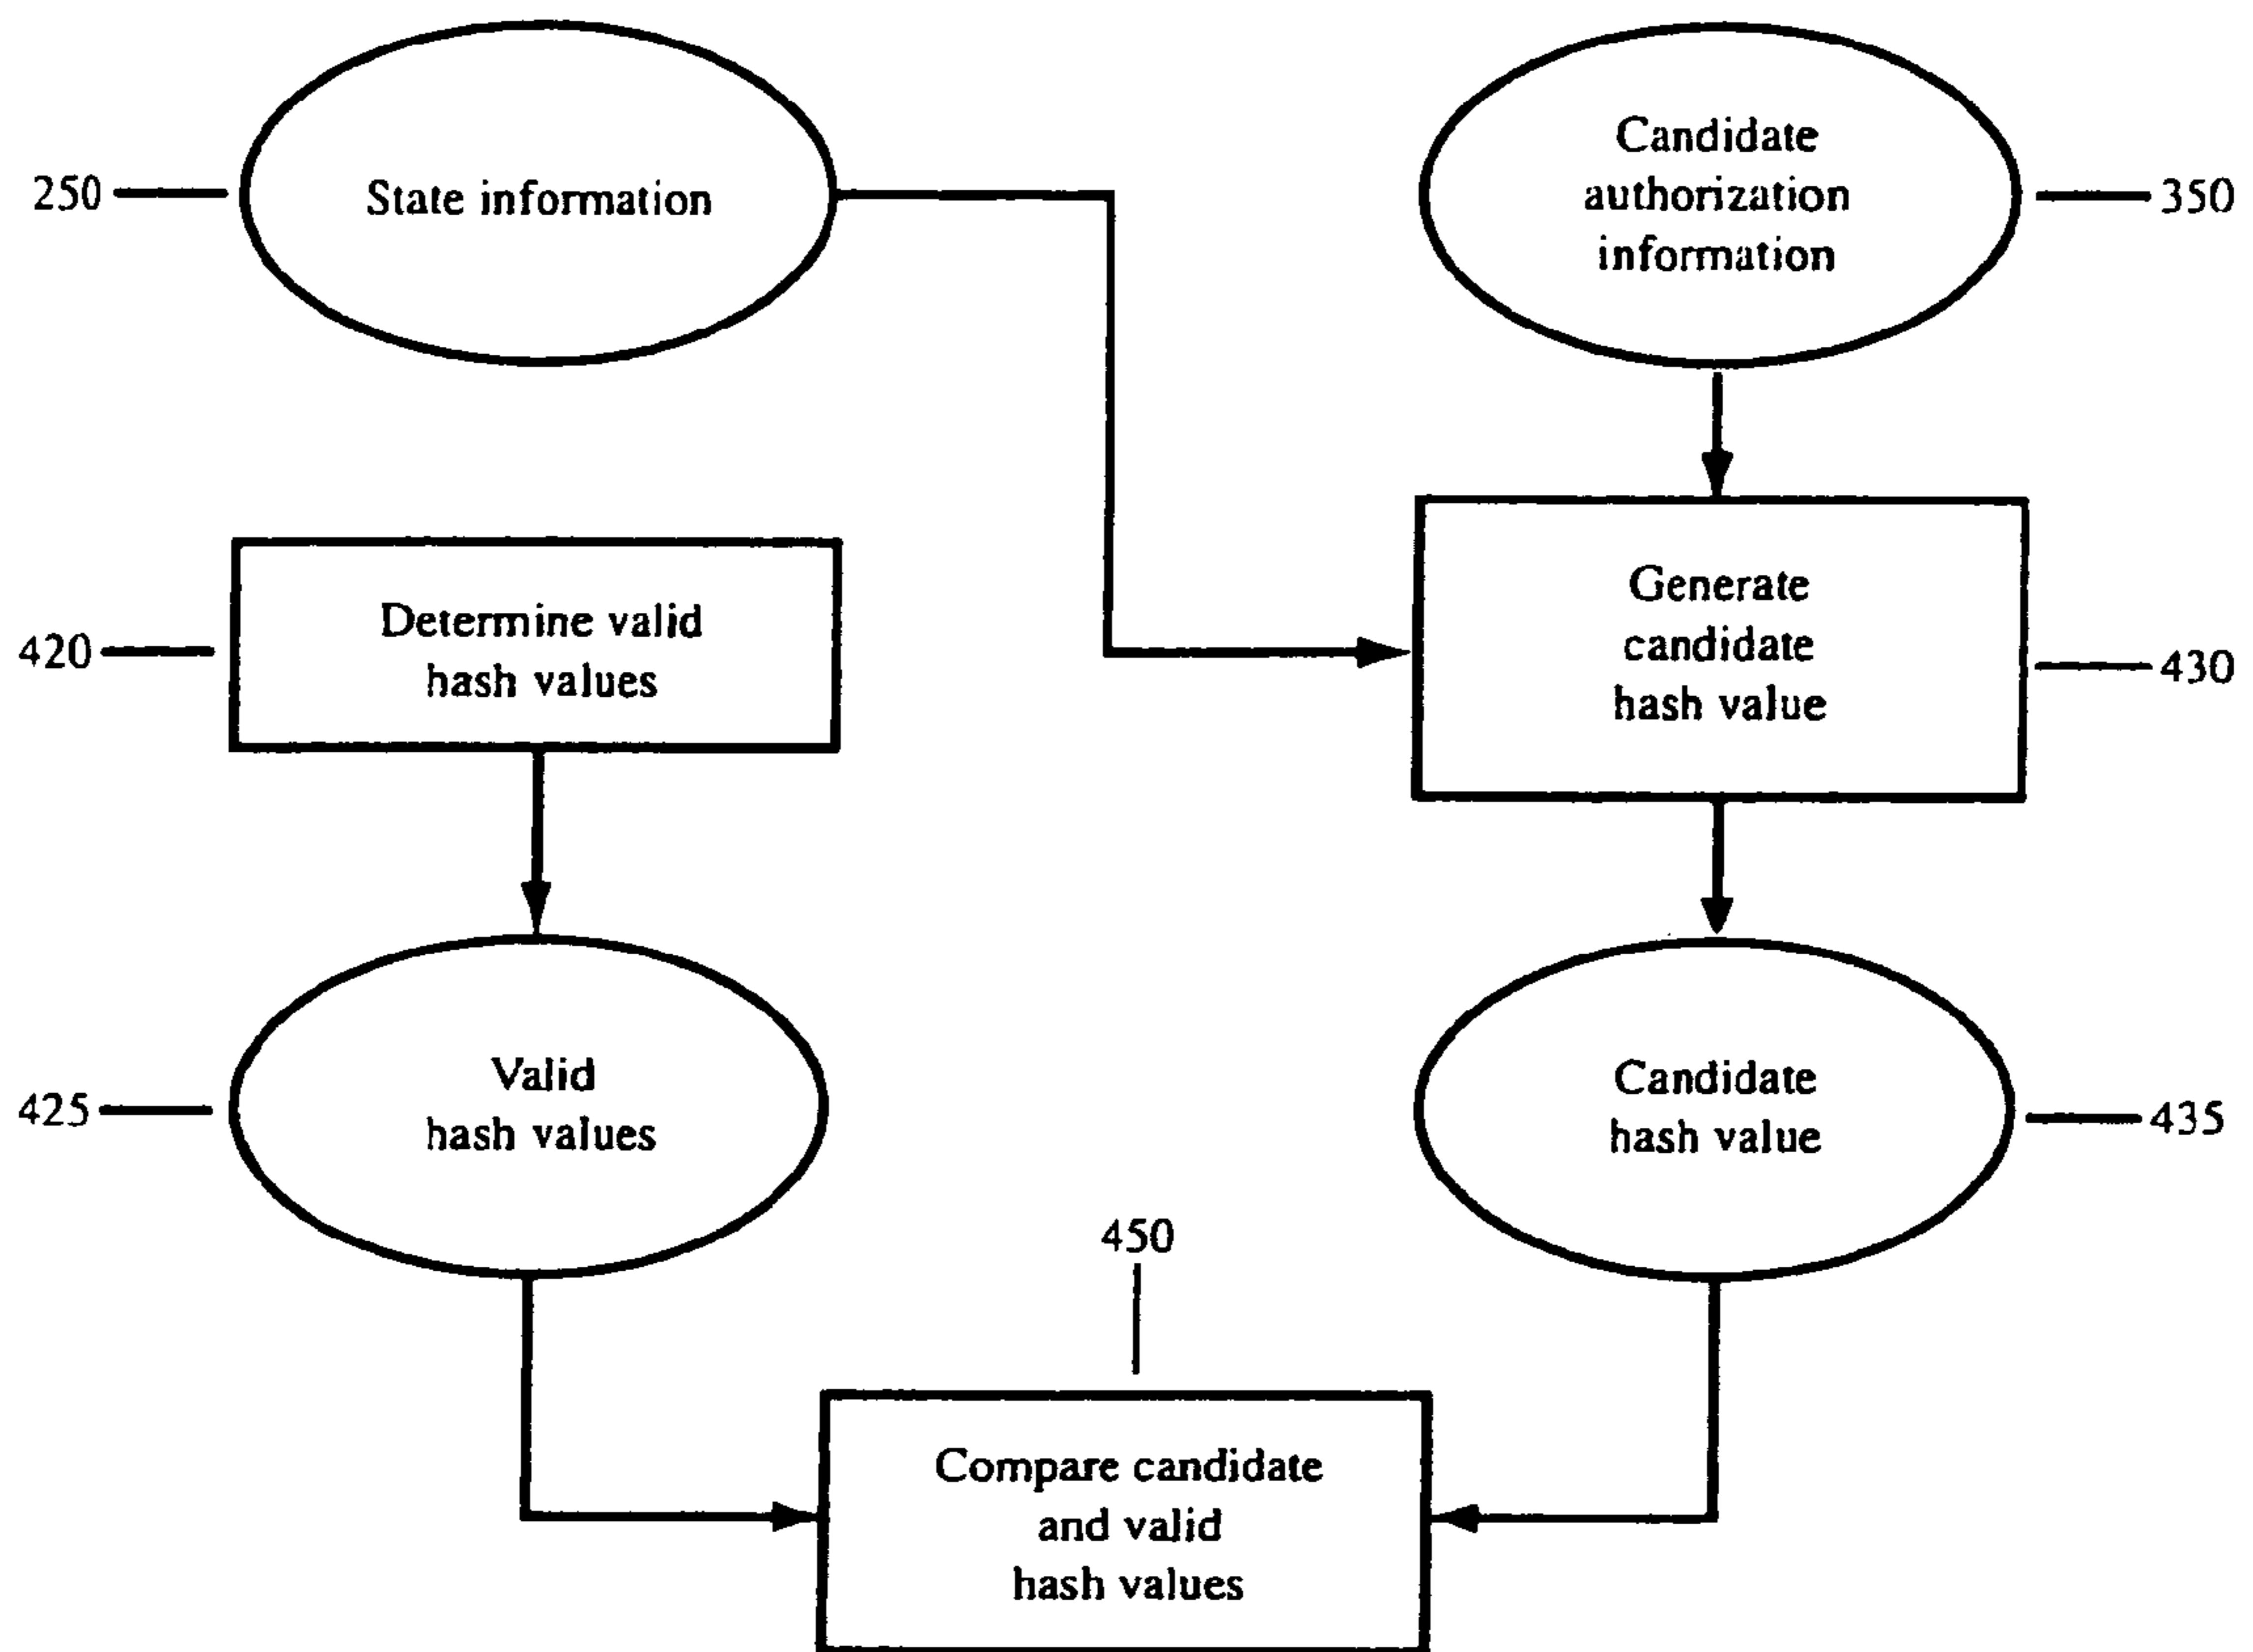 250
State information
Candidate
authorization
information
350
420
Determine valid
hash values
Generate
candidate
hash value
430
425
Valid
hash values
Candidate
hash value
435
450
Compare candidate
and valid
hash values